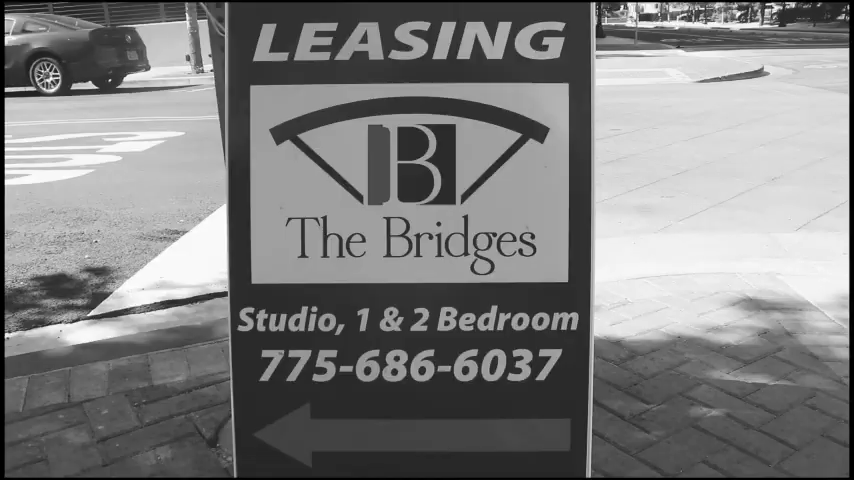 LEASING
B
The Bridges
Studio, 1 & 2 Bedroom
775-686-6037